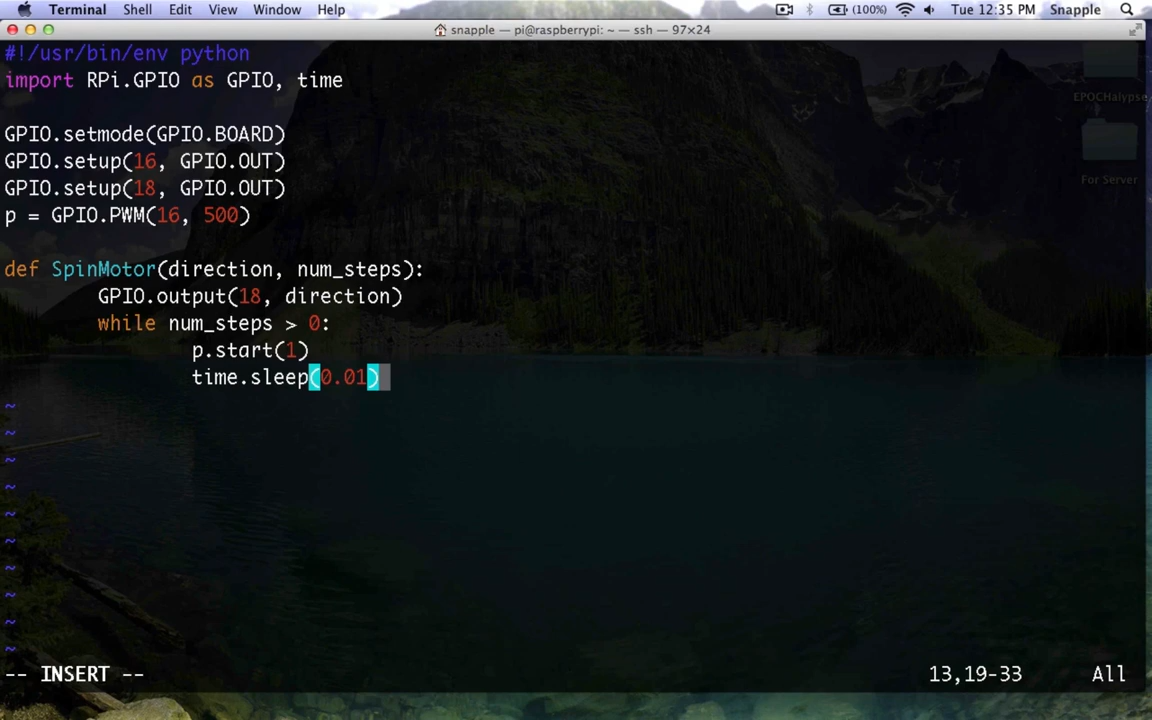 Terminal Shell Edit View Window Help (100%) Tue 12:35 PM Snapple
snapple — pi@raspberrypi: ~ — ssh — 97×24
#!/usr/bin/env python
import RPi.GPIO as GPIO, time
EPOCHalypse
GPIO.setmode(GPIO.BOARD)
GPIO.setup(16, GPIO.OUT)
For Server
GPIO.setup(18, GPIO.OUT)
p = GPIO.PWM(16, 500)
def SpinMotor(direction, num_steps):
GPIO.output(18, direction)
while num_steps > 0:
p.start(1)
time.sleep(0.01)
~
~
~
~
~
~
~
~
~
~
-- INSERT -- 13,19-33 All